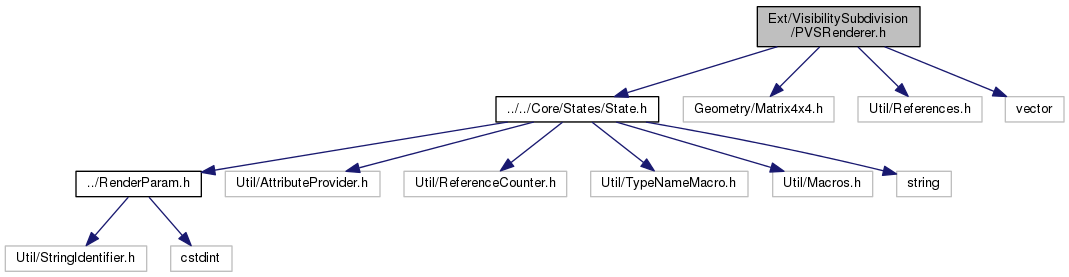 Ext/VisibilitySubdivision
/PVSRenderer.h
../../Core/States/State.h
Geometry/Matrix4x4.h
Util/References.h
vector
../RenderParam.h
Util/AttributeProvider.h
Util/ReferenceCounter.h
Util/TypeNameMacro.h
Util/Macros.h
string
Util/StringIdentifier.h
cstdint